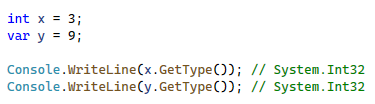 int x = 3;
var y = 9;
Console.WriteLine(x.GetType()); // System.Int32
Console.WriteLine(y.GetType()); // System.Int32